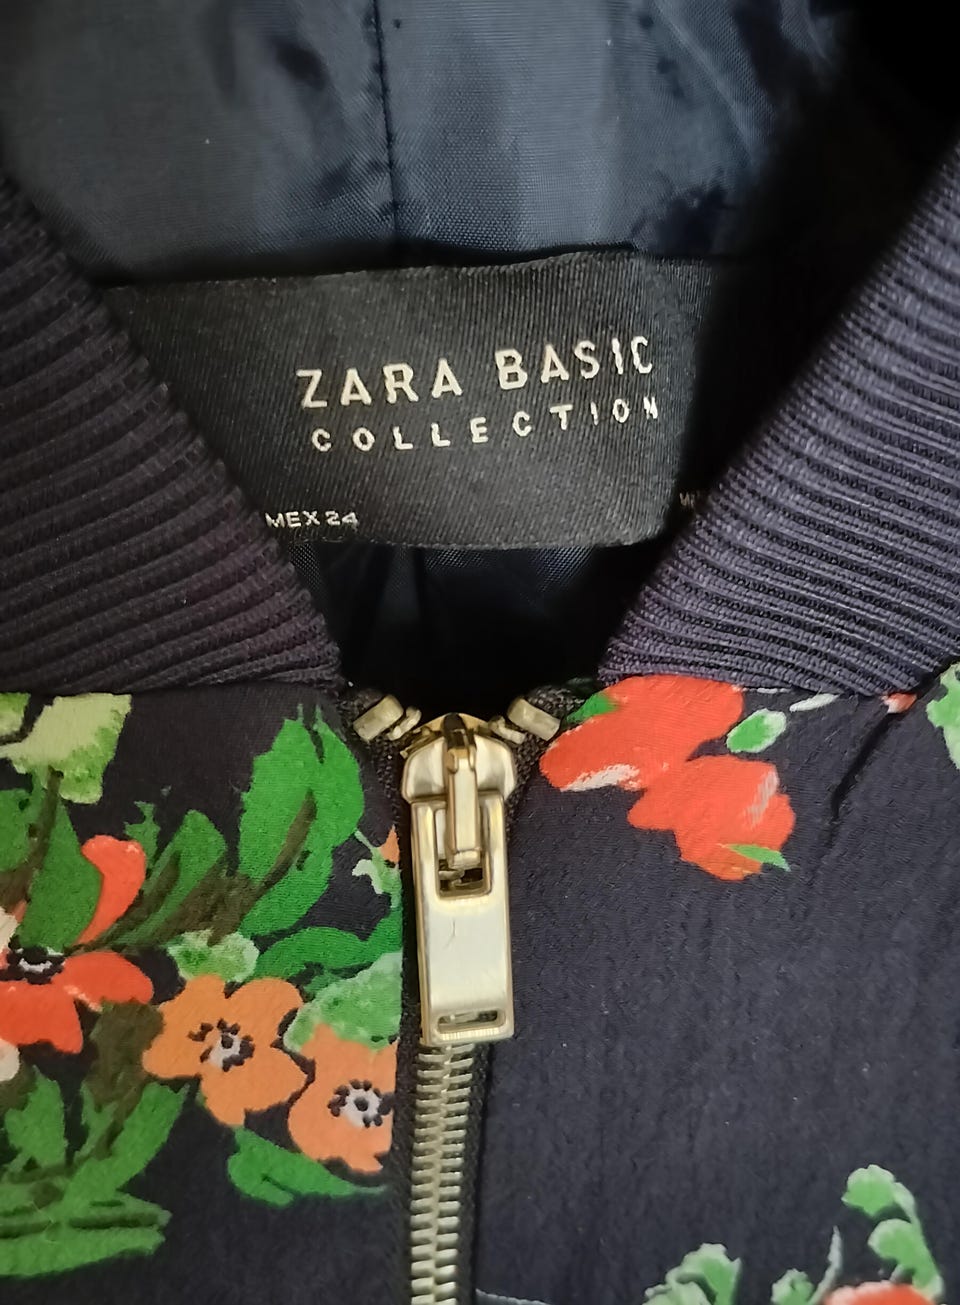 ZARA BASIC
COLLECTION
MEX 24